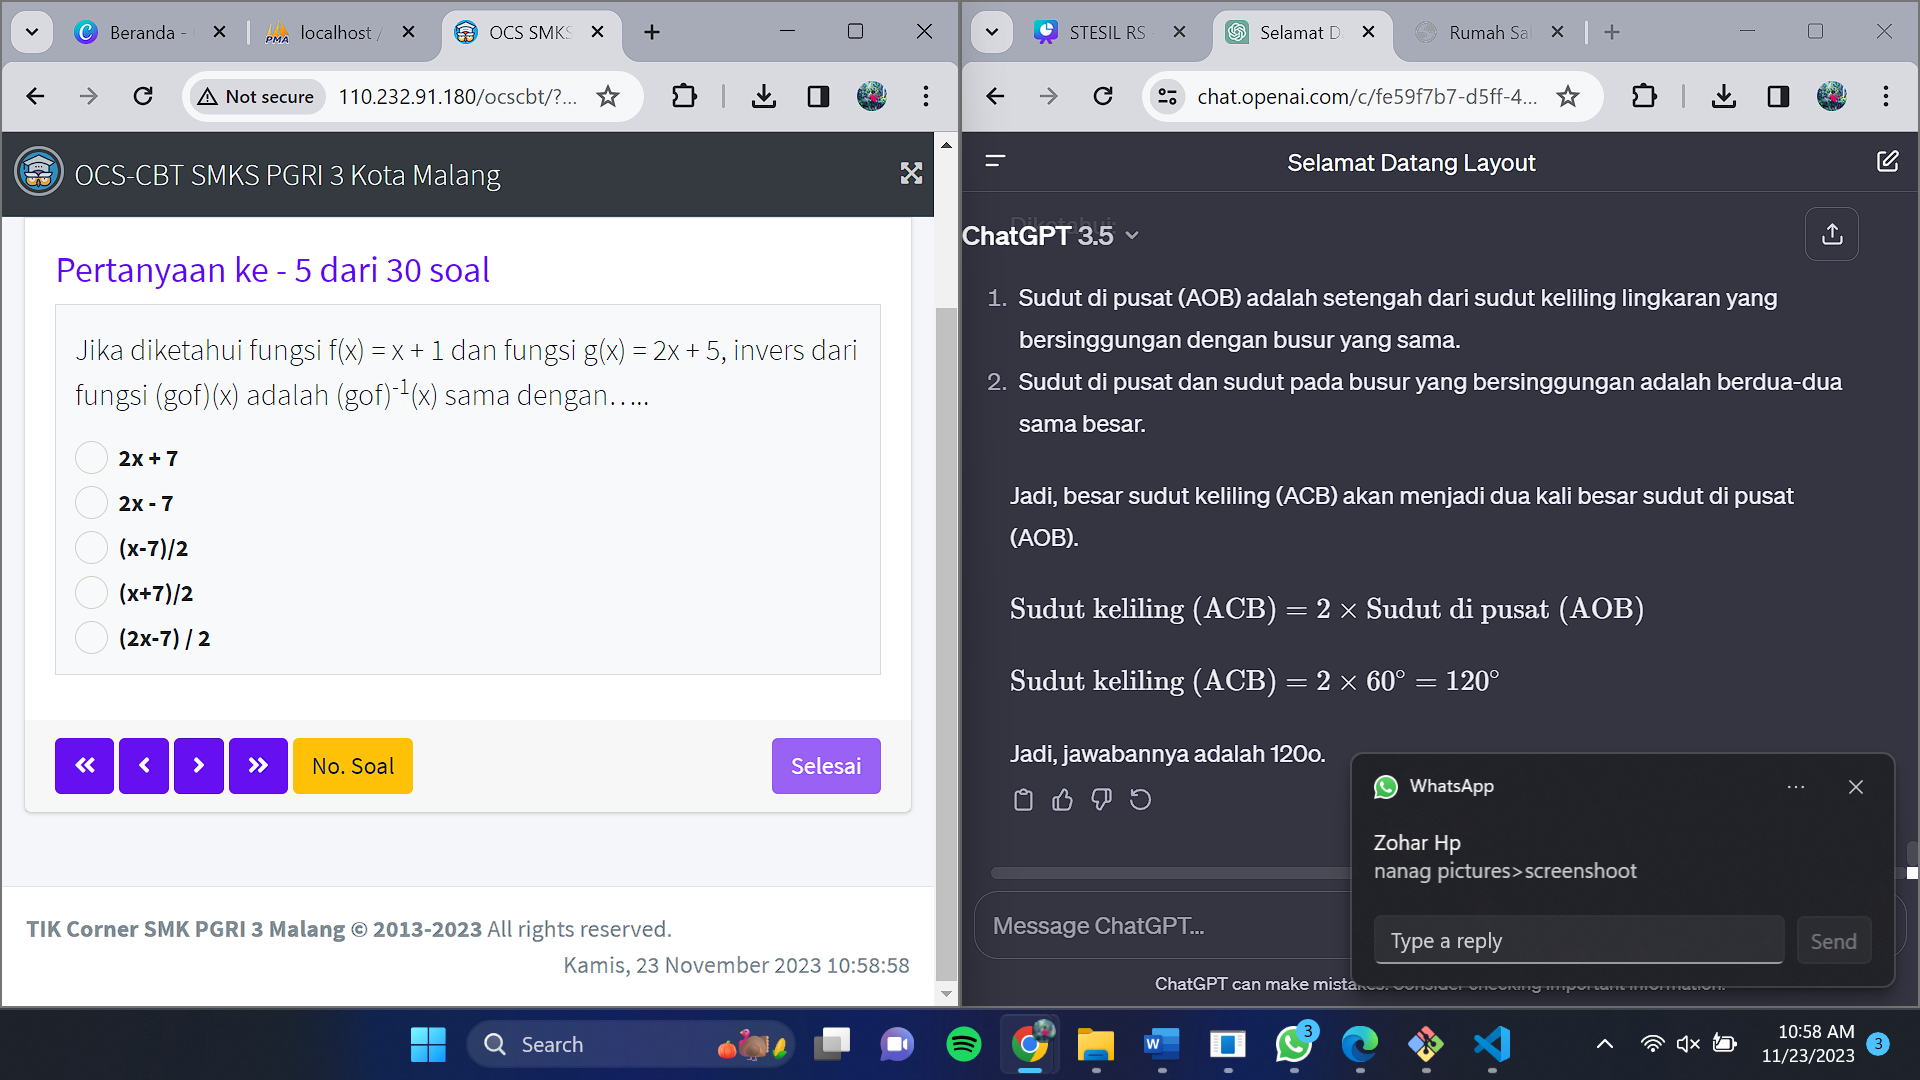 Beranda -
localhost /
OCS SMKS
Not secure
110.232.91.180/ocscbt/?...
OCS-CBT SMKS PGRI 3 Kota Malang
Pertanyaan ke - 5 dari 30 soal
Jika diketahui fungsi f(x) = x + 1 dan fungsi g(x) = 2x + 5, invers dari
fungsi (gof)(x) adalah (gof)⁻¹(x) sama dengan…..
2x + 7
2x - 7
(x-7)/2
(x+7)/2
(2x-7) / 2
No. Soal
Selesai
TIK Corner SMK PGRI 3 Malang © 2013-2023 All rights reserved.
Kamis, 23 November 2023 10:58:58
STESIL RS
Selamat D
Rumah Sa
chat.openai.com/c/fe59f7b7-d5ff-4...
Selamat Datang Layout
Diketahui:
ChatGPT 3.5
1. Sudut di pusat (AOB) adalah setengah dari sudut keliling lingkaran yang
bersinggungan dengan busur yang sama.
2. Sudut di pusat dan sudut pada busur yang bersinggungan adalah berdua-dua
sama besar.
Jadi, besar sudut keliling (ACB) akan menjadi dua kali besar sudut di pusat
(AOB).
Sudut keliling (ACB) = 2 × Sudut di pusat (AOB)
Sudut keliling (ACB) = 2 × 60° = 120°
Jadi, jawabannya adalah 120o.
Message ChatGPT...
ChatGPT can make mistakes. Consider checking important information.
WhatsApp
Zohar Hp
nanag pictures>screenshoot
Type a reply
Send
Search
3
10:58 AM
11/23/2023
3